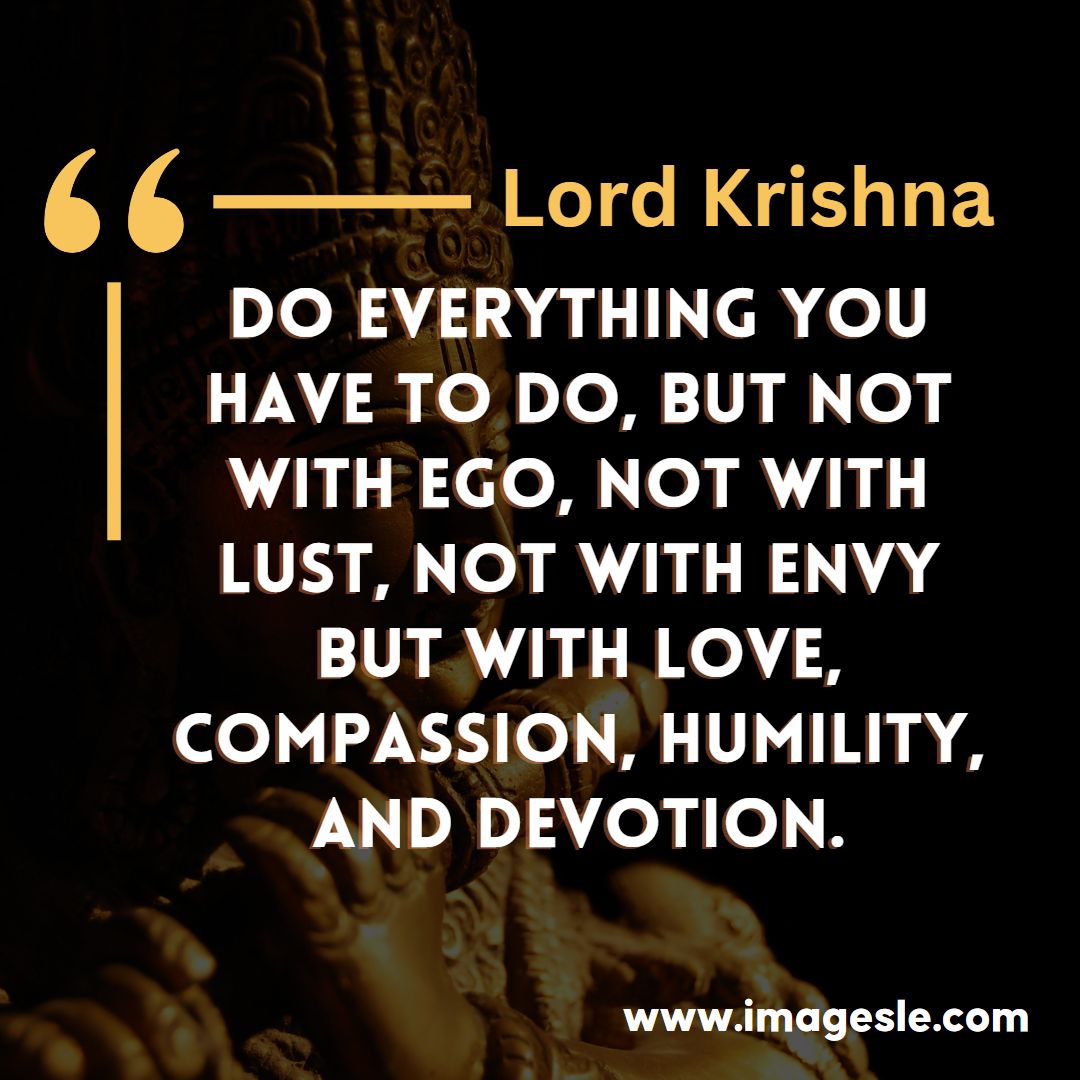 “ Lord Krishna
DO EVERYTHING YOU
HAVE TO DO, BUT NOT
WITH EGO, NOT WITH
LUST, NOT WITH ENVY
BUT WITH LOVE,
COMPASSION, HUMILITY,
AND DEVOTION.
www.imagesle.com